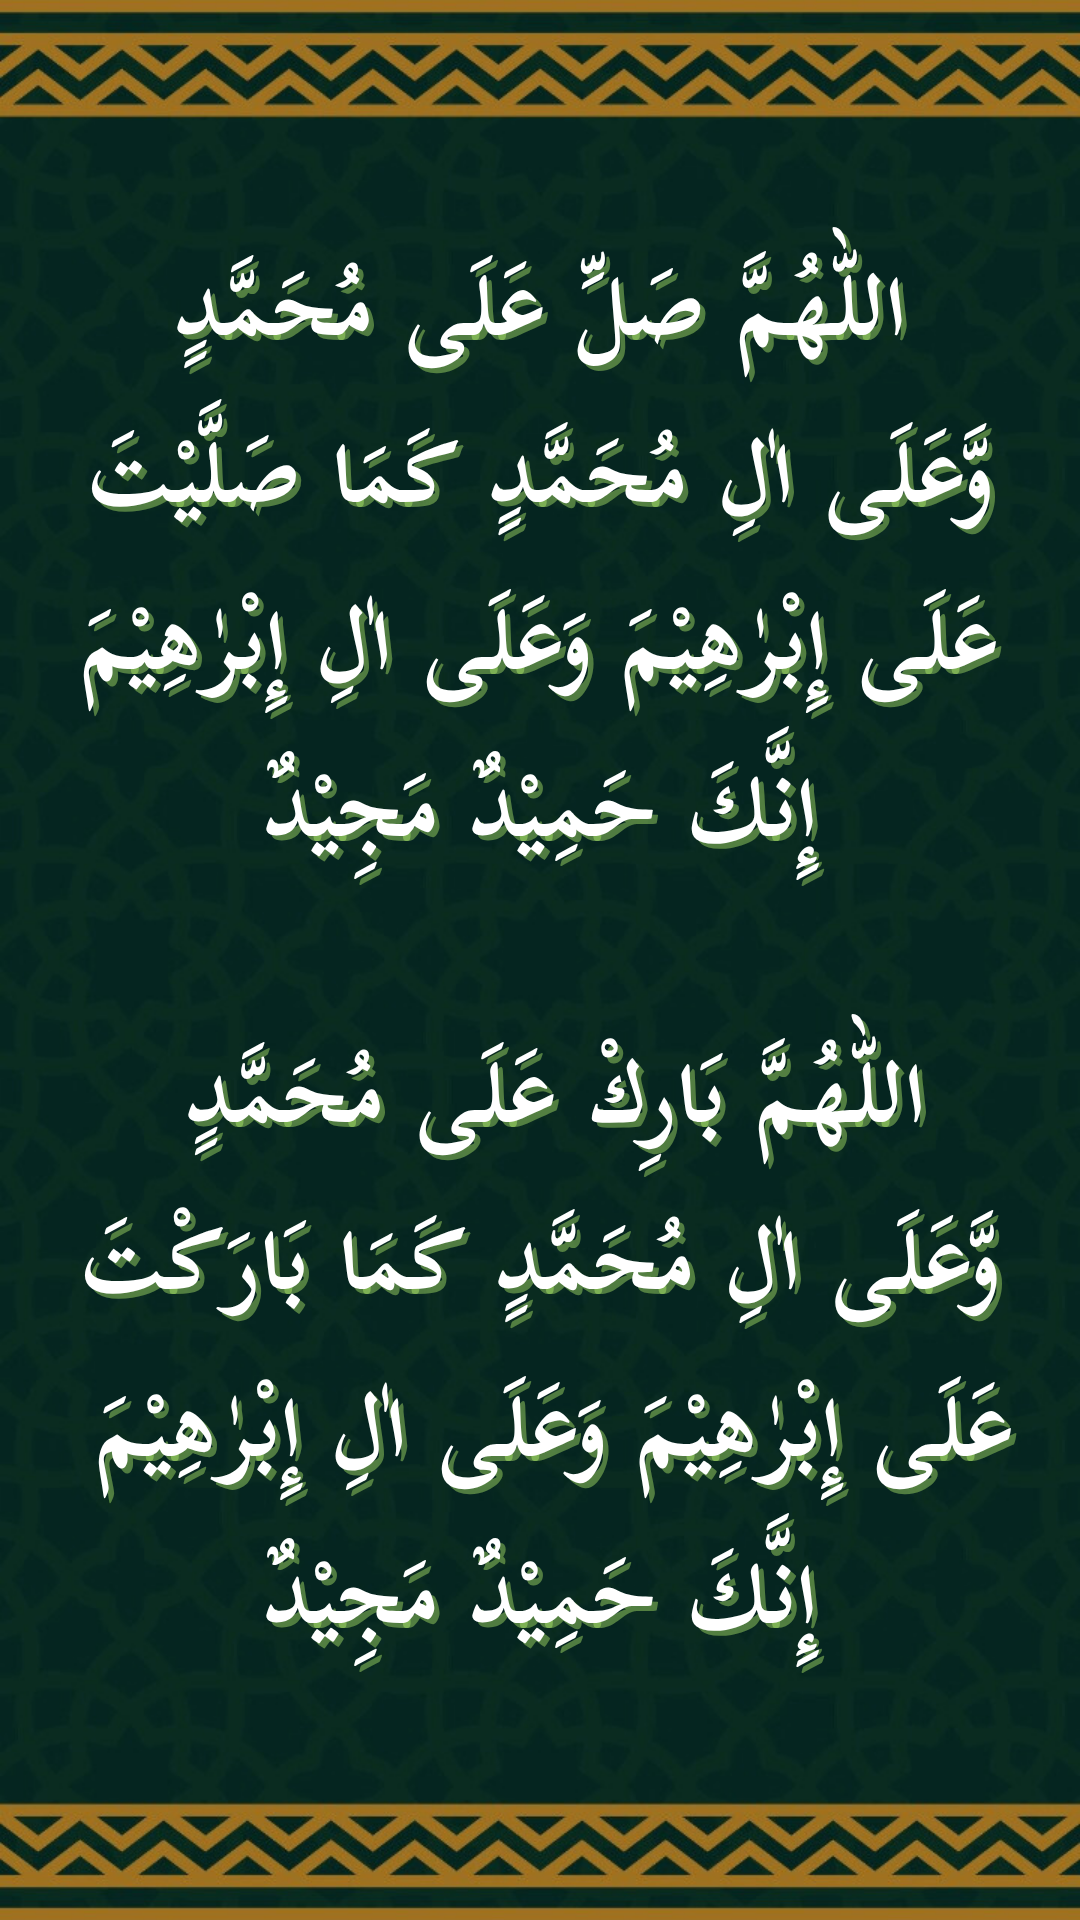 اللّٰهُمَّ صَلِّ عَلَى مُحَمَّدٍ
وَّعَلَى اٰلِ مُحَمَّدٍ كَمَا صَلَّيْتَ
عَلَى إِبْرٰهِيْمَ وَعَلَى اٰلِ إِبْرٰهِيْمَ
إِنَّكَ حَمِيْدٌ مَجِيْدٌ
اللّٰهُمَّ بَارِكْ عَلَى مُحَمَّدٍ
وَّعَلَى اٰلِ مُحَمَّدٍ كَمَا بَارَكْتَ
عَلَى إِبْرٰهِيْمَ وَعَلَى اٰلِ إِبْرٰهِيْمَ
إِنَّكَ حَمِيْدٌ مَجِيْدٌ